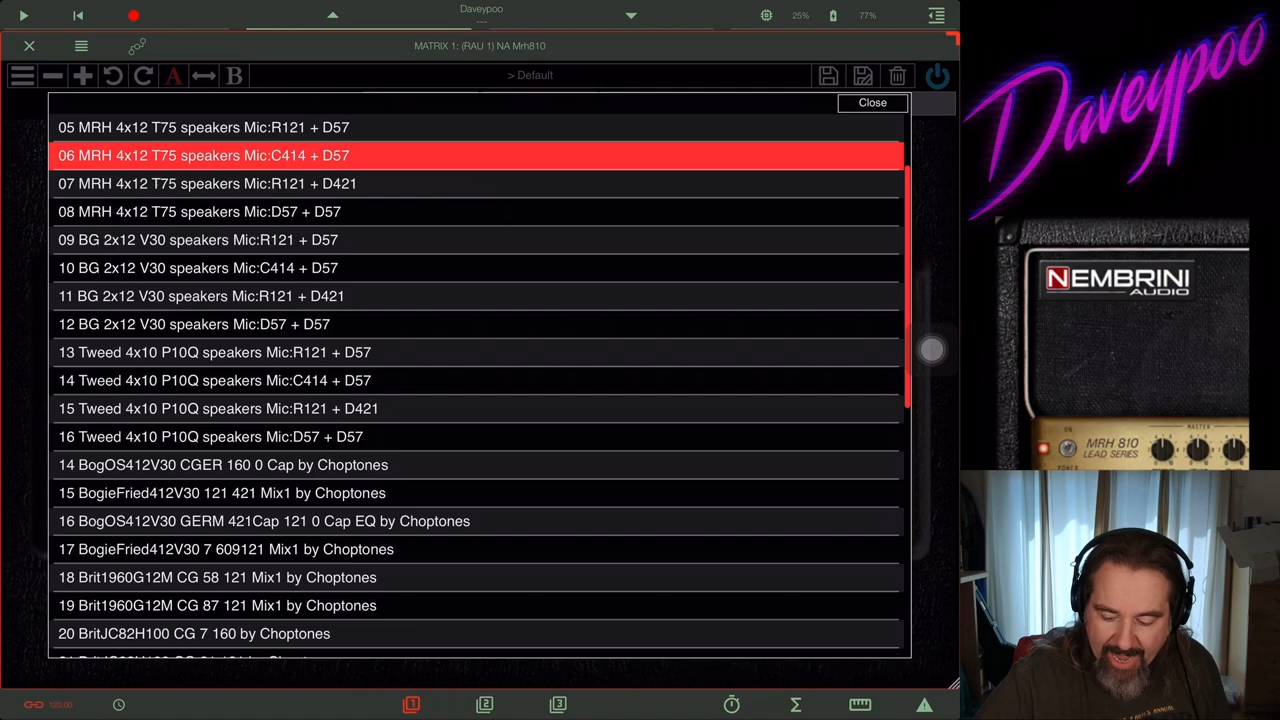 Daveypoo
---
25%
77%
MATRIX 1: (RAU 1) NA Mrh810
A
B
> Default
Close
05 MRH 4x12 T75 speakers Mic:R121 + D57
06 MRH 4x12 T75 speakers Mic:C414 + D57
07 MRH 4x12 T75 speakers Mic:R121 + D421
08 MRH 4x12 T75 speakers Mic:D57 + D57
09 BG 2x12 V30 speakers Mic:R121 + D57
10 BG 2x12 V30 speakers Mic:C414 + D57
11 BG 2x12 V30 speakers Mic:R121 + D421
12 BG 2x12 V30 speakers Mic:D57 + D57
13 Tweed 4x10 P10Q speakers Mic:R121 + D57
14 Tweed 4x10 P10Q speakers Mic:C414 + D57
15 Tweed 4x10 P10Q speakers Mic:R121 + D421
16 Tweed 4x10 P10Q speakers Mic:D57 + D57
14 BogOS412V30 CGER 160 0 Cap by Choptones
15 BogieFried412V30 121 421 Mix1 by Choptones
16 BogOS412V30 GERM 421Cap 121 0 Cap EQ by Choptones
17 BogieFried412V30 7 609121 Mix1 by Choptones
18 Brit1960G12M CG 58 121 Mix1 by Choptones
19 Brit1960G12M CG 87 121 Mix1 by Choptones
20 BritJC82H100 CG 7 160 by Choptones
120.00
1
2
3
Daveypoo
NEMBRINI
AUDIO
ON
MASTER
MRH 810
LEAD SERIES
POWER